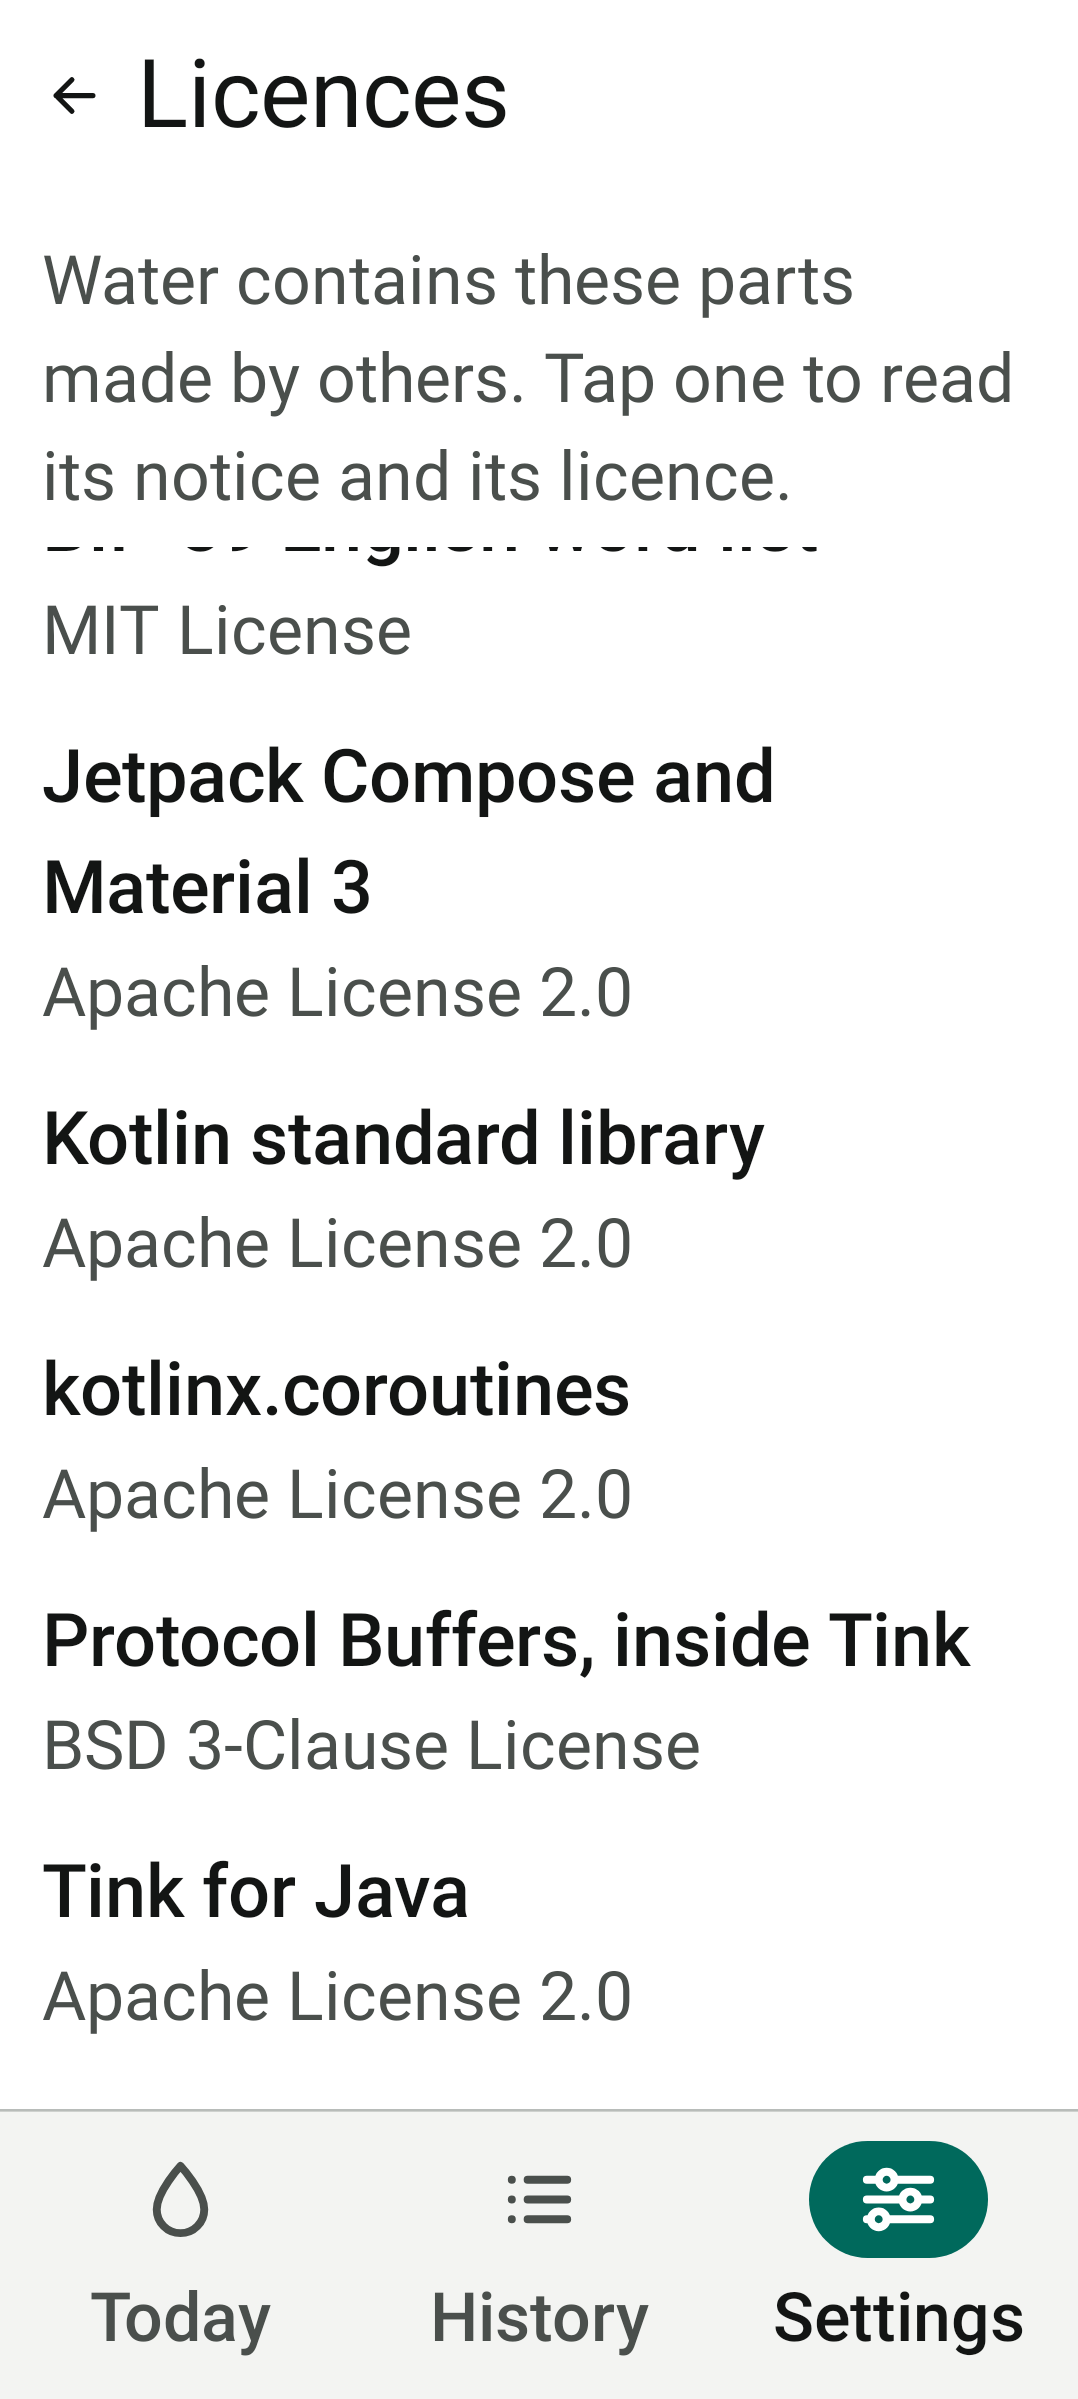 Licences
Water contains these parts
made by others. Tap one to read
its notice and its licence.
English word list
MIT License
Jetpack Compose and
Material 3
Apache License 2.0
Kotlin standard library
Apache License 2.0
kotlinx.coroutines
Apache License 2.0
Protocol Buffers, inside Tink
BSD 3-Clause License
Tink for Java
Apache License 2.0
Today
History
Settings